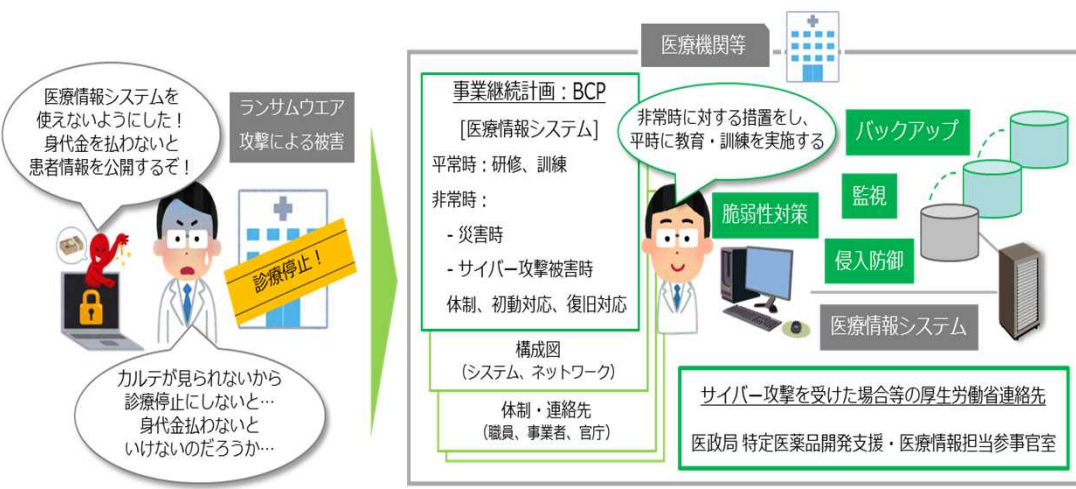 医療情報システムを
使えないようにした！
身代金を払わないと
患者情報を公開するぞ！
ランサムウエア
攻撃による被害
診療停止！
カルテが見られないから
診療停止にしないと…
身代金払わないと
いけないのだろうか…
医療機関等
事業継続計画：BCP
[医療情報システム]
平常時：研修、訓練
非常時：
- 災害時
- サイバー攻撃被害時
体制、初動対応、復旧対応
構成図
（システム、ネットワーク）
体制・連絡先
（職員、事業者、官庁）
非常時に対する措置をし、
平時に教育・訓練を実施する
バックアップ
監視
脆弱性対策
侵入防御
医療情報システム
サイバー攻撃を受けた場合等の厚生労働省連絡先
医政局 特定医薬品開発支援・医療情報担当参事官室